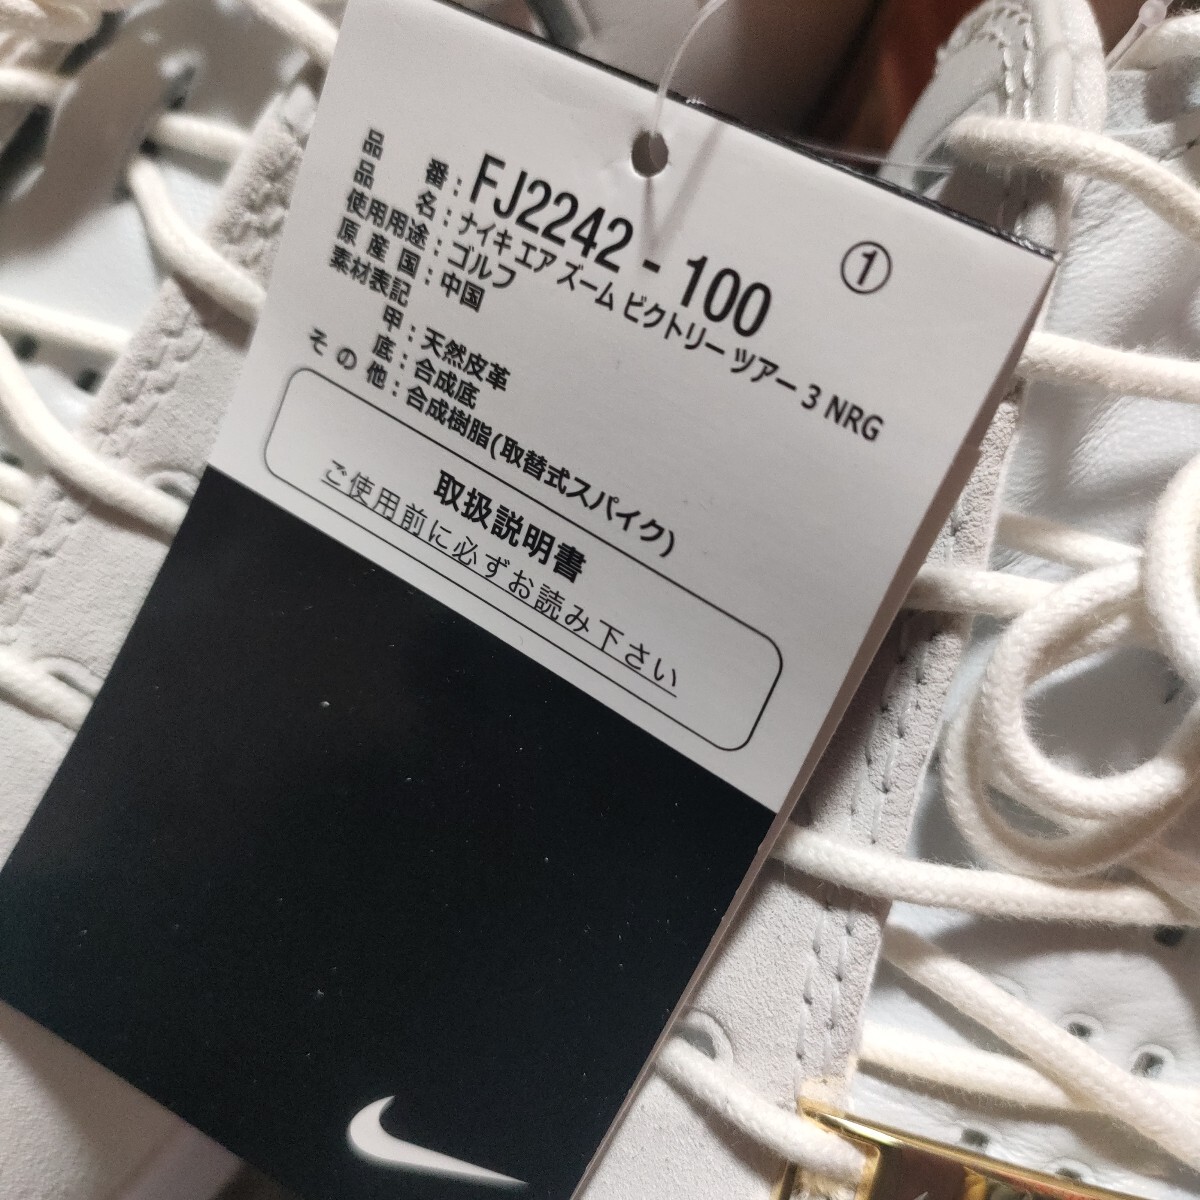 ①
品番：FJ2242-100
品名：ナイキ エア ズーム ビクトリー ツアー 3 NRG
使用用途：ゴルフ
原産国：中国
素材表記
甲：天然皮革
底：合成底
その他：合成樹脂(取替式スパイク)
取扱説明書
ご使用前に必ずお読み下さい